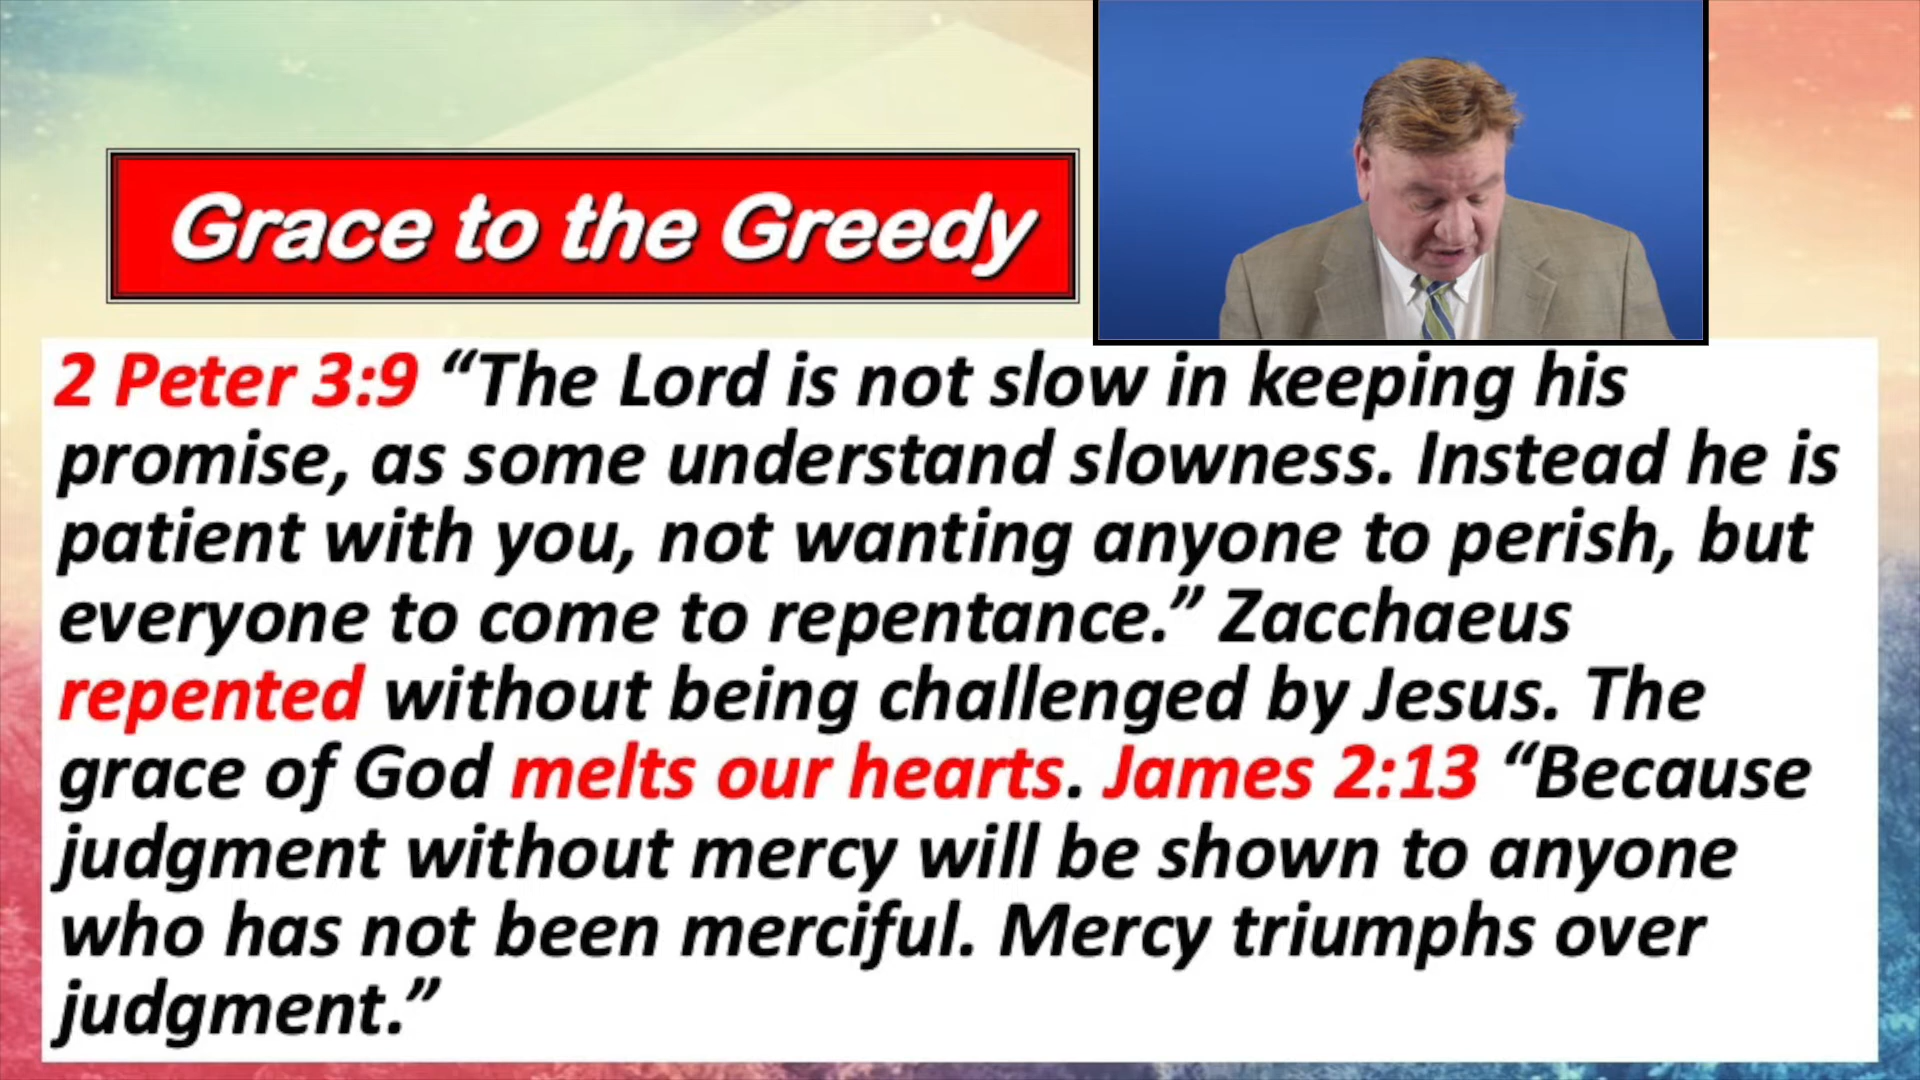 Grace to the Greedy
2 Peter 3:9 “The Lord is not slow in keeping his
promise, as some understand slowness. Instead he is
patient with you, not wanting anyone to perish, but
everyone to come to repentance.” Zacchaeus
repented without being challenged by Jesus. The
grace of God melts our hearts. James 2:13 “Because
judgment without mercy will be shown to anyone
who has not been merciful. Mercy triumphs over
judgment.”